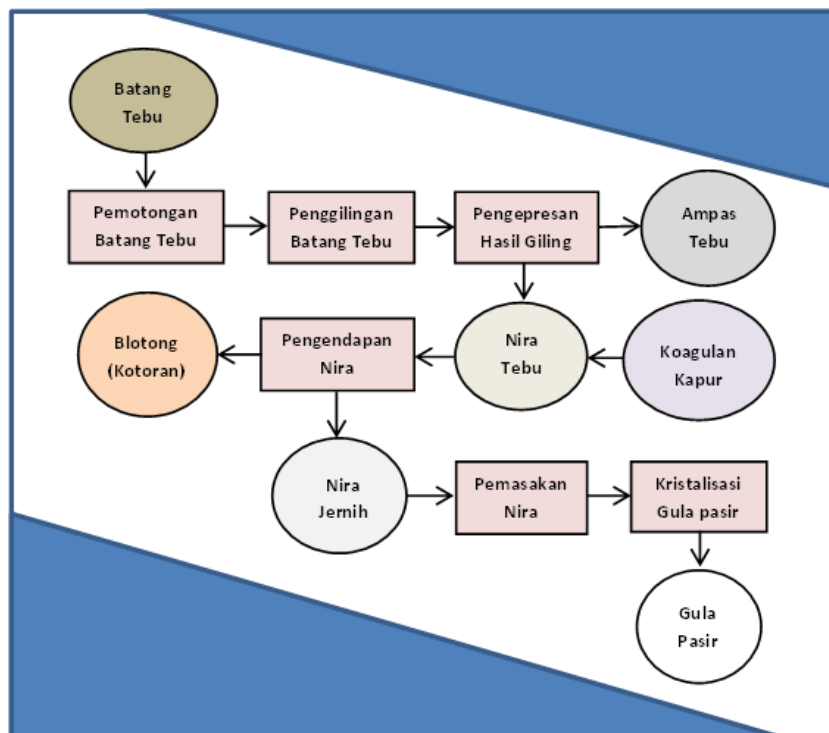 Batang
Tebu
Pemotongan
Batang Tebu
Penggilingan
Batang Tebu
Pengepresan
Hasil Giling
Ampas
Tebu
Blotong
(Kotoran)
Pengendapan
Nira
Nira
Tebu
Koagulan
Kapur
Nira
Jernih
Pemasakan
Nira
Kristalisasi
Gula pasir
Gula
Pasir